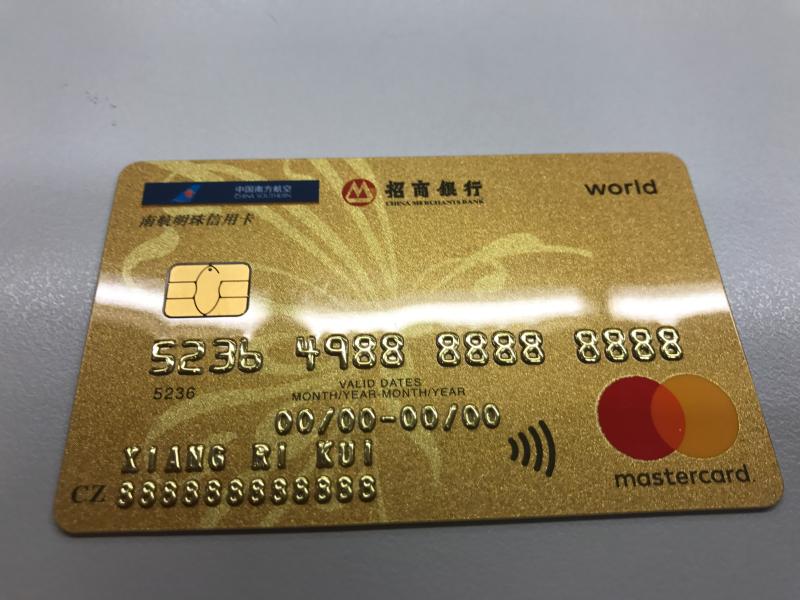 中国南方航空
CHINA SOUTHERN
招商銀行
CHINA MERCHANTS BANK
world
南航明珠信用卡
5236 4988 8888 8888
5236
VALID DATES
MONTH/YEAR-MONTH/YEAR
00/00-00/00
XIANG RI KUI
CZ 888888888888
mastercard